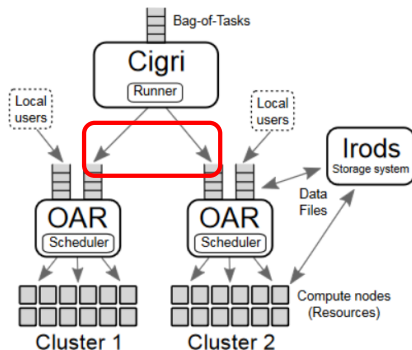 Bag-of-Tasks
Cigri
Runner
Local
users
Local
users
Irods
Storage system
Data
Files
OAR
Scheduler
OAR
Scheduler
Compute nodes
(Resources)
Cluster 1
Cluster 2